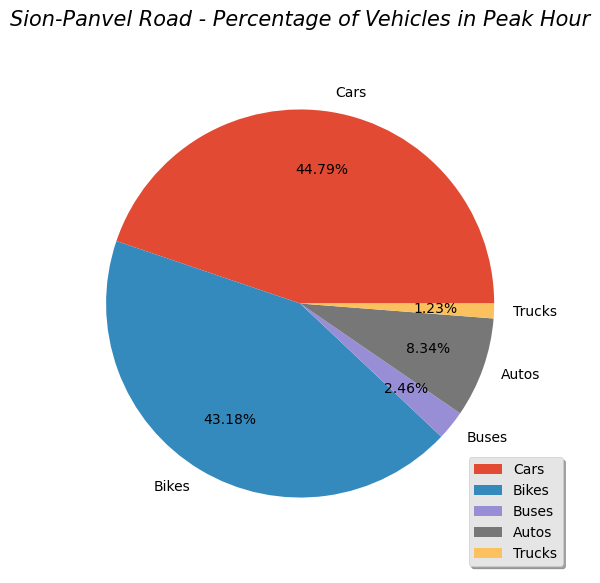 Sion-Panvel Road - Percentage of Vehicles in Peak Hour
Cars
44.79%
Trucks
1.23%
8.34%
Autos
2.46%
43.18%
Buses
Bikes
Cars
Bikes
Buses
Autos
Trucks